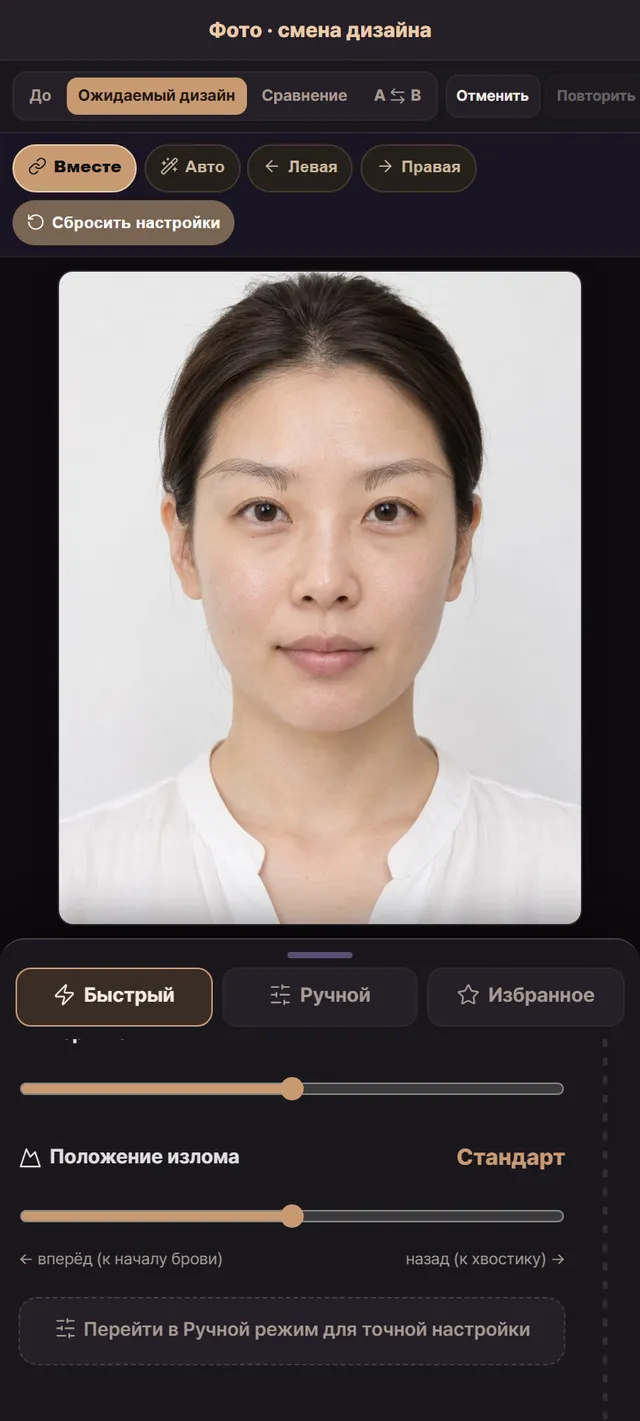 Фото · смена дизайна
До Ожидаемый дизайн Сравнение A ⇆ B Отменить Повторить
Вместе Авто ← Левая → Правая
Сбросить настройки
Быстрый Ручной Избранное
Положение излома Стандарт
← вперёд (к началу брови) назад (к хвостику) →
Перейти в Ручной режим для точной настройки